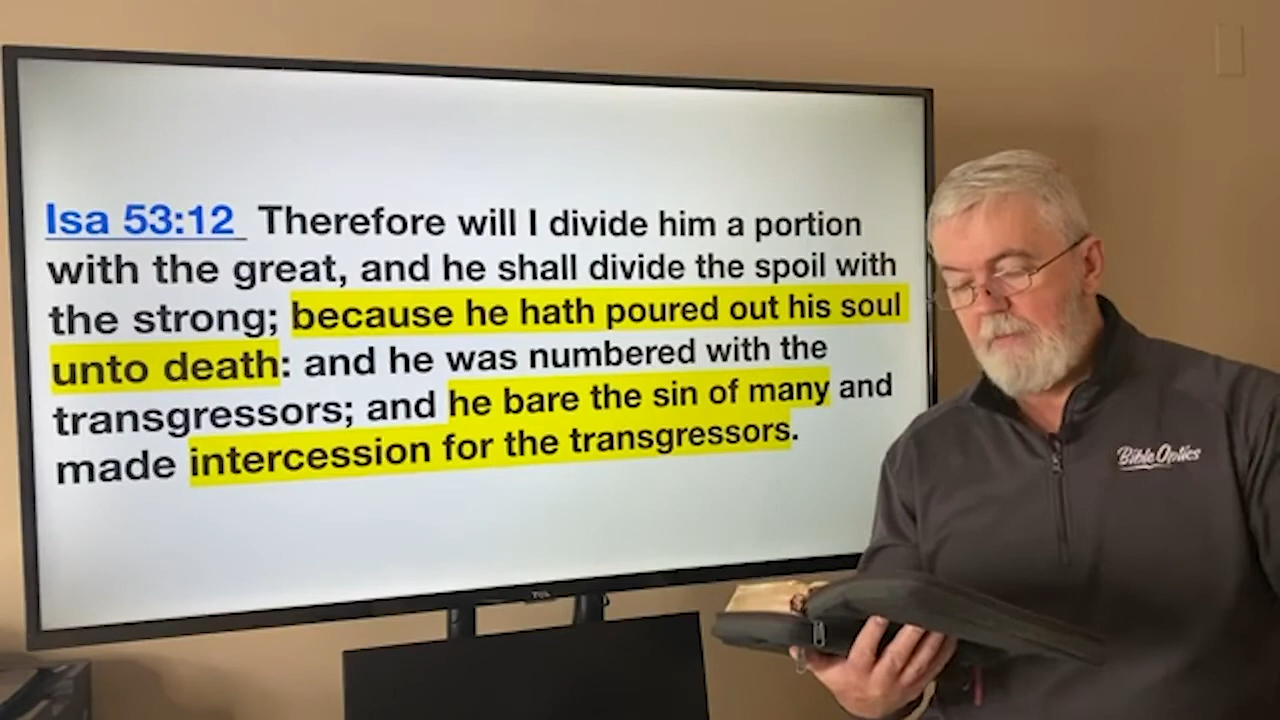 Isa 53:12 Therefore will I divide him a portion
with the great, and he shall divide the spoil with
the strong; because he hath poured out his soul
unto death: and he was numbered with the
transgressors; and he bare the sin of many and
made intercession for the transgressors.
Bible Optics
TCL